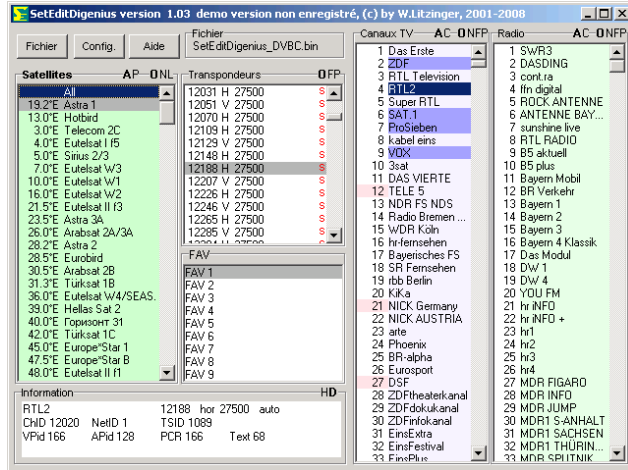 SetEditDigenius version  1.03  demo version non enregistré, (c) by W.Litzinger, 2001-2008
Fichier
Config.
Aide
Fichier
SetEditDigenius_DVBC.bin
Satellites AP-ONL
All
19.2°E Astra 1
13.0°E Hotbird
3.0°E Telecom 2C
4.0°E Eutelsat I f5
5.0°E Sirius 2/3
7.0°E Eutelsat W3
10.0°E Eutelsat W1
16.0°E Eutelsat W2
21.5°E Eutelsat II f3
23.5°E Astra 3A
26.0°E Arabsat 2A/3A
28.2°E Astra 2
28.5°E Eurobird
30.5°E Arabsat 2B
31.3°E Türksat 1B
36.0°E Eutelsat W4/SEAS.
39.0°E Hellas Sat 2
40.0°E Горизонт 31
42.0°E Türksat 1C
45.0°E Europe*Star 1
47.5°E Europe*Star B
48.0°E Eutelsat II f1
Transpondeurs OFP
12031 H 27500 S
12051 V 27500 S
12070 H 27500 S
12109 H 27500 S
12129 V 27500 S
12148 H 27500 S
12188 H 27500 S
12207 V 27500 S
12226 H 27500 S
12246 V 27500 S
12265 H 27500 S
12285 V 27500 S
FAV
FAV 1
FAV 2
FAV 3
FAV 4
FAV 5
FAV 6
FAV 7
FAV 8
FAV 9
Canaux TV AC ONFP
1 Das Erste
2 ZDF
3 RTL Television
4 RTL2
5 Super RTL
6 SAT.1
7 ProSieben
8 kabel eins
9 VOX
10 3sat
11 DAS VIERTE
12 TELE 5
13 NDR FS NDS
14 Radio Bremen ...
15 WDR Köln
16 hr-fernsehen
17 Bayerisches FS
18 SR Fernsehen
19 rbb Berlin
20 KiKa
21 NICK Germany
22 NICK AUSTRIA
23 arte
24 Phoenix
25 BR-alpha
26 Eurosport
27 DSF
28 ZDFtheaterkanal
29 ZDFdokukanal
30 ZDFinfokanal
31 EinsExtra
32 EinsFestival
33 EinsPlus
Radio AC ONFP
1 SWR3
2 DASDING
3 cont.ra
4 ffn digital
5 ROCK ANTENNE
6 ANTENNE BAY...
7 sunshine live
8 RTL RADIO
9 B5 aktuell
10 B5 plus
11 Bayern Mobil
12 BR Verkehr
13 Bayern 1
14 Bayern 2
15 Bayern 3
16 Bayern 4 Klassik
17 Das Modul
18 DW 1
19 DW 4
20 YOU FM
21 hr iNFO
22 hr iNFO +
23 hr1
24 hr2
25 hr3
26 hr4
27 MDR FIGARO
28 MDR INFO
29 MDR JUMP
30 MDR1 S-ANHALT
31 MDR1 SACHSEN
32 MDR1 THÜRIN...
33 MDR SPUTNIK
Information HD-
RTL2 12188 hor 27500 auto
ChID 12020 NetID 1 TSID 1089
VPid 166 APid 128 PCR 166 Text 68